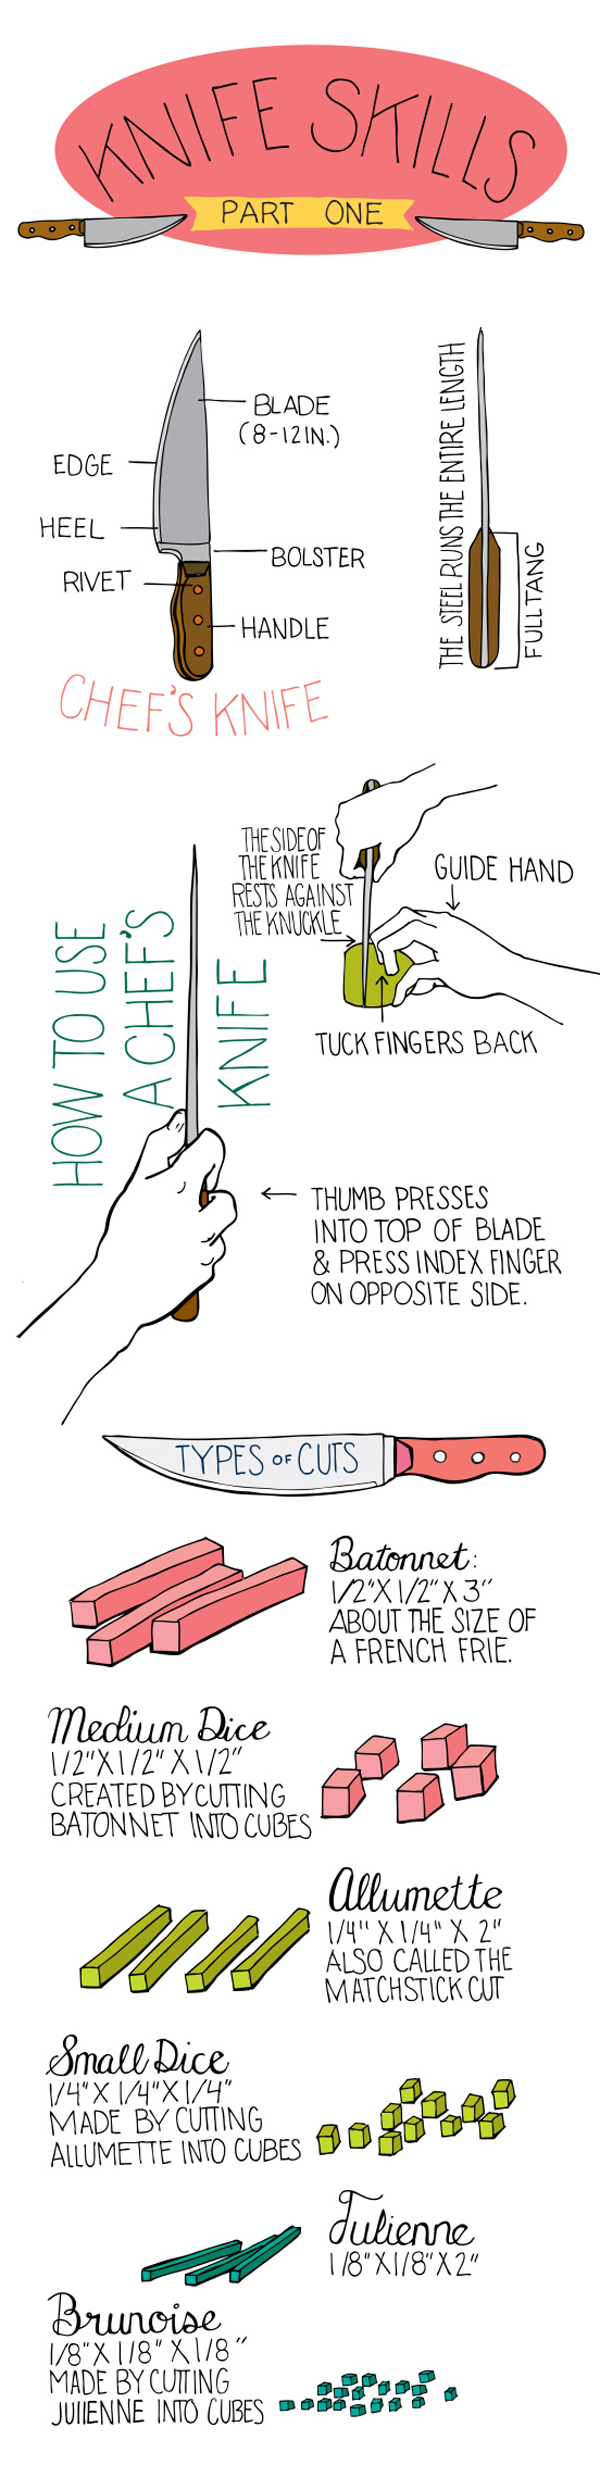 KNIFE SKILLS
PART ONE
BLADE
(8-12IN.)
EDGE
HEEL
BOLSTER
RIVET
HANDLE
CHEF'S KNIFE
THE STEEL RUNS THE ENTIRE LENGTH
FULL TANG
HOW TO USE
A CHEF'S
KNIFE
THE SIDE OF
THE KNIFE
RESTS AGAINST
THE KNUCKLE
GUIDE HAND
TUCK FINGERS BACK
THUMB PRESSES
INTO TOP OF BLADE
& PRESS INDEX FINGER
ON OPPOSITE SIDE.
TYPES OF CUTS
Batonnet:
1/2"X1/2"X3"
ABOUT THE SIZE OF
A FRENCH FRIE.
Medium Dice
1/2"X1/2"X1/2"
CREATED BY CUTTING
BATONNET INTO CUBES
Allumette
1/4"X1/4"X2"
ALSO CALLED THE
MATCHSTICK CUT
Small Dice
1/4"X1/4"X1/4"
MADE BY CUTTING
ALLUMETTE INTO CUBES
Julienne
1/8"X1/8"X2"
Brunoise
1/8"X1/8"X1/8"
MADE BY CUTTING
JULIENNE INTO CUBES